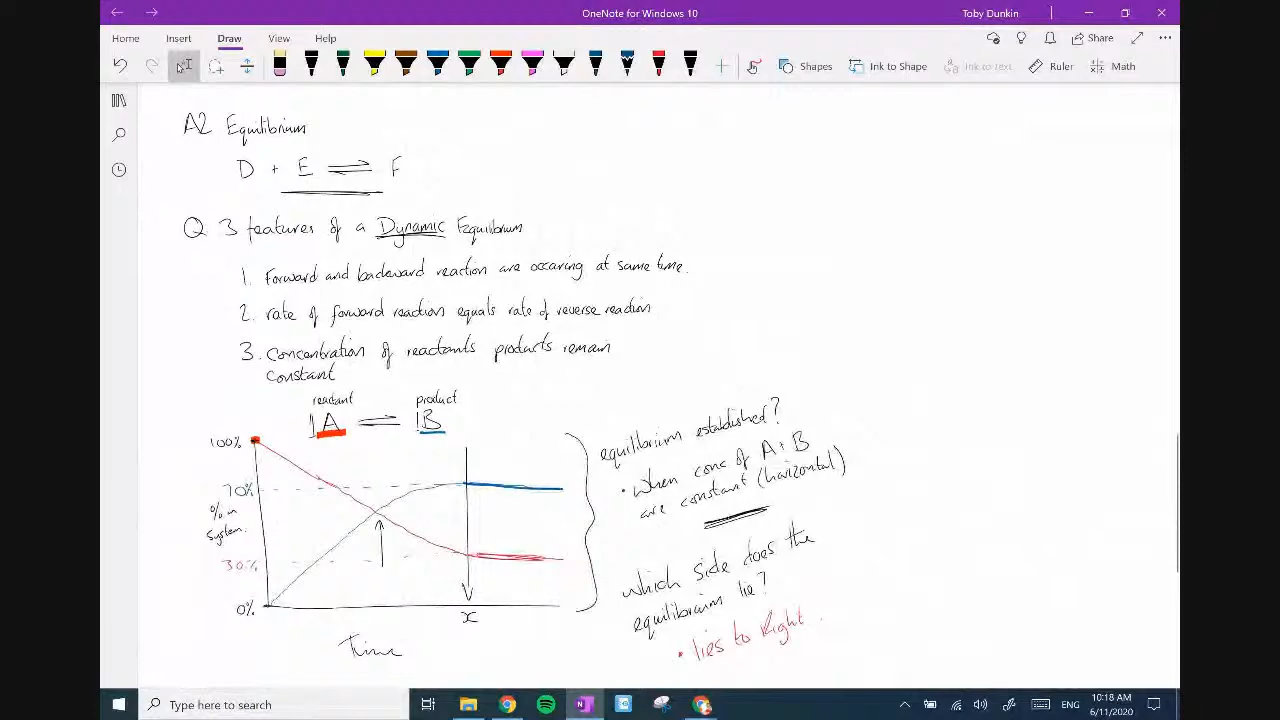 OneNote for Windows 10
Toby Dunkin
Home
Insert
Draw
View
Help
Share
Shapes
Ink to Shape
Ink to Text
Ruler
Math
A2 Equilibrium
D + E ⇌ F
Q 3 features of a Dynamic Equilibrium
1. Forward and backward reaction are occaring at same time.
2. rate of forward reaction equals rate of reverse reaction
3. Concentration of reactants products remain
constant
reactant
product
1A ⇌ 1B
100%
70%
% in
System.
30%
0%
x
Time
equilibrium established?
• When conc of A + B
are constant (horizontal)
which side does the
equilibrium lie?
• lies to Right
Type here to search
ENG
10:18 AM
6/11/2020